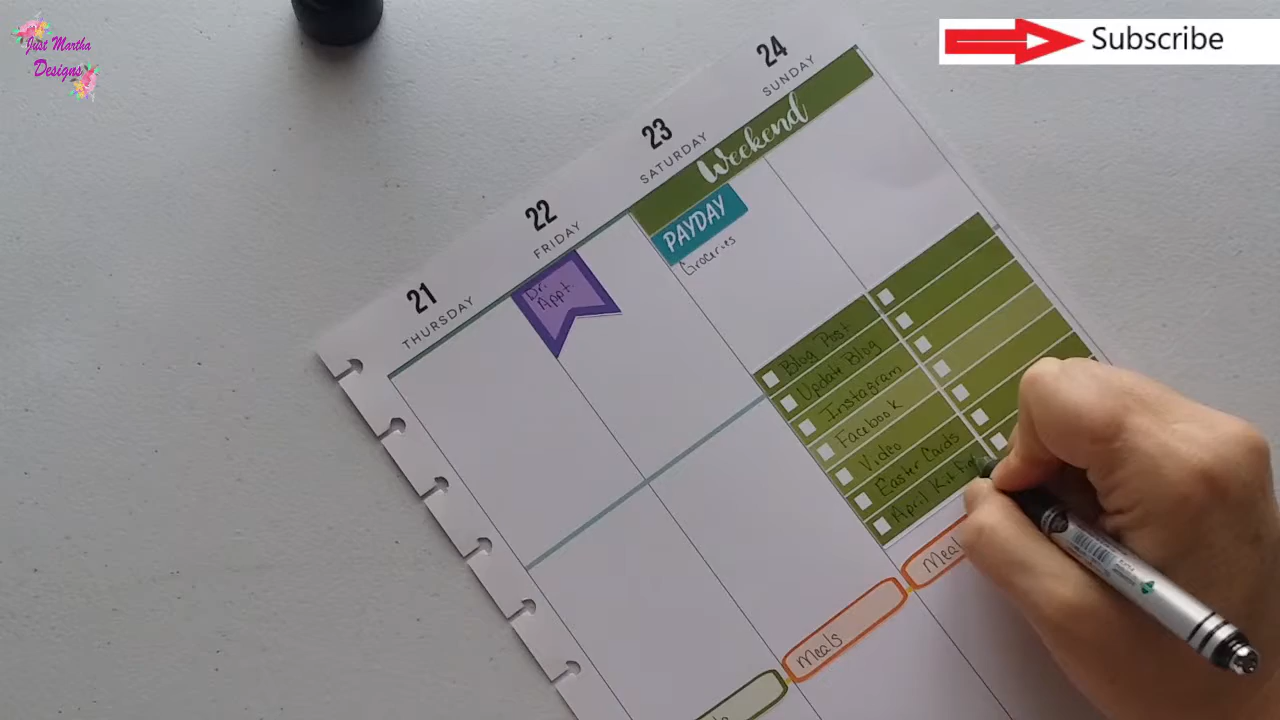 Just Martha
Designs
Subscribe
24
SUNDAY
23
SATURDAY
Weekend
22
FRIDAY
PAYDAY
Groceries
21
THURSDAY
Dr.
Appt.
Blog Post
Update Blog
Instagram
Facebook
Video
Easter Cards
April Kit
Meals